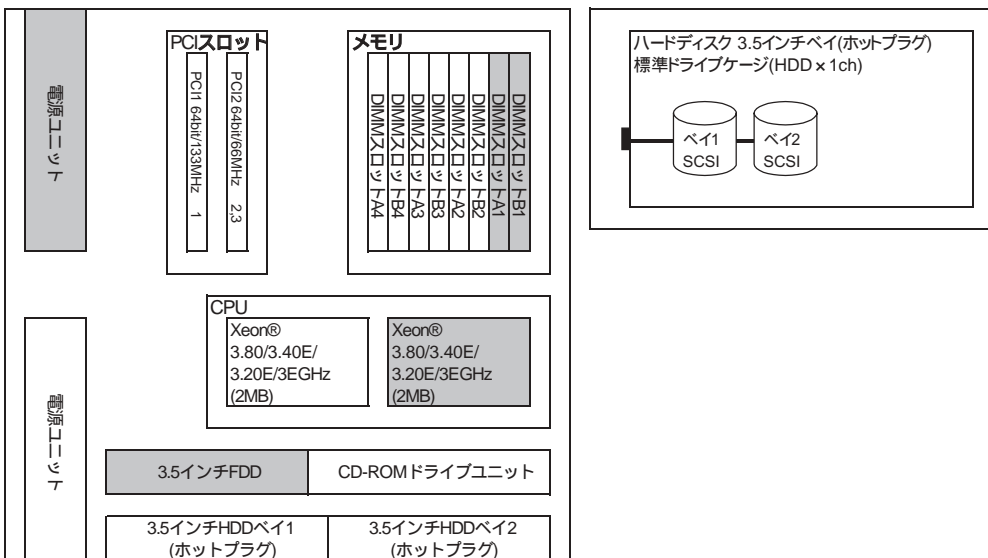 電源ユニット
PCIスロット
PCI1 64bit/133MHz 1
PCI2 64bit/66MHz 2,3
メモリ
DIMMスロットA4
DIMMスロットB4
DIMMスロットA3
DIMMスロットB3
DIMMスロットA2
DIMMスロットB2
DIMMスロットA1
DIMMスロットB1
ハードディスク 3.5インチベイ(ホットプラグ)
標準ドライブケージ(HDD×1ch)
ベイ1
SCSI
ベイ2
SCSI
CPU
Xeon®
3.80/3.40E/
3.20E/3EGHz
(2MB)
Xeon®
3.80/3.40E/
3.20E/3EGHz
(2MB)
電源ユニット
3.5インチFDD
CD-ROMドライブユニット
3.5インチHDDベイ1
(ホットプラグ)
3.5インチHDDベイ2
(ホットプラグ)